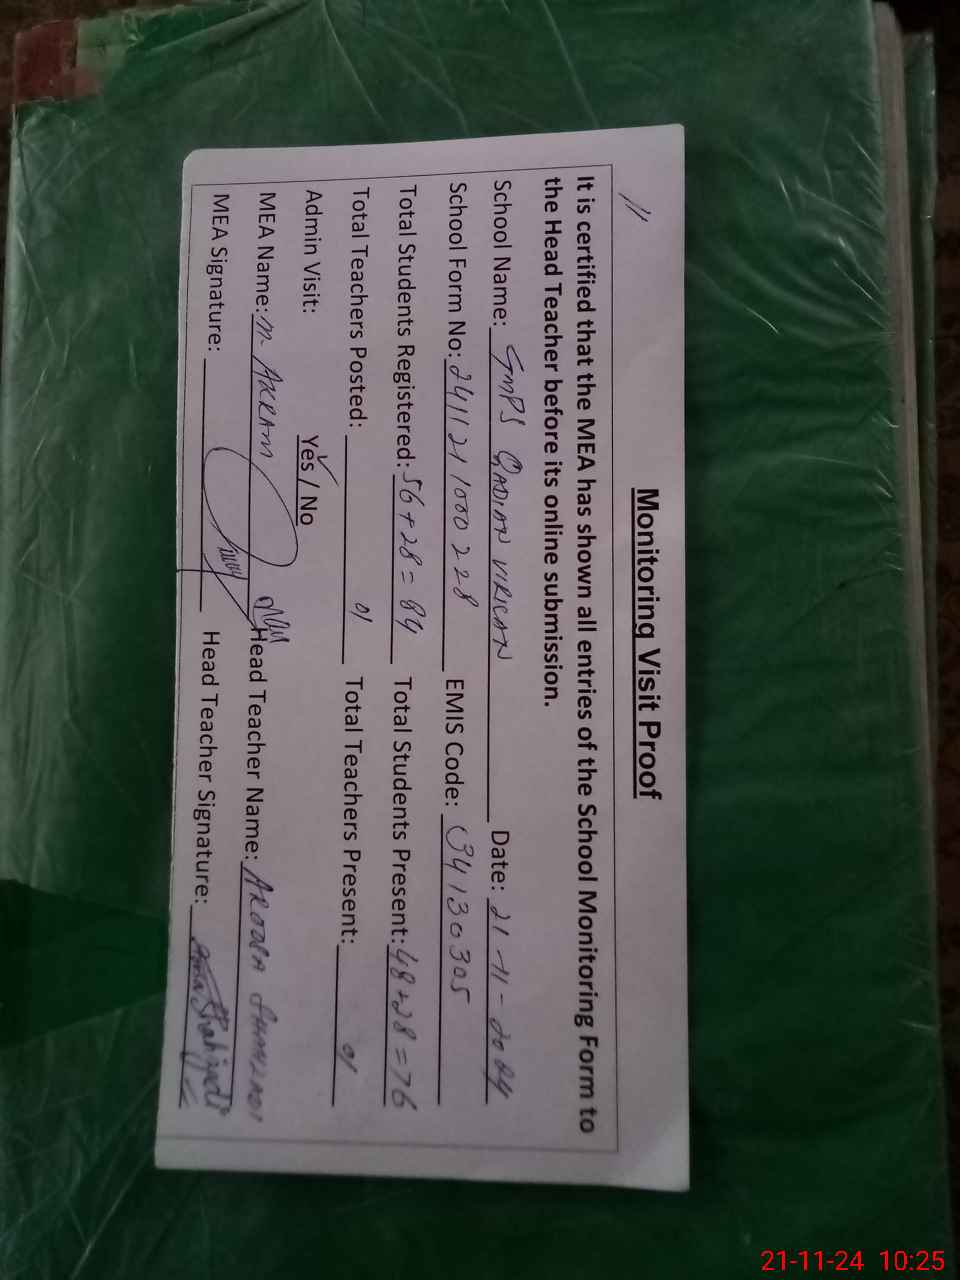 Monitoring Visit Proof
11
It is certified that the MEA has shown all entries of the School Monitoring Form to
the Head Teacher before its online submission.
School Name: GMPS QADIAN VIRKAN Date: 21-11-2024
School Form No: 2411211000228 EMIS Code: 34130305
Total Students Registered: 56+28=84 Total Students Present: 48+28=76
Total Teachers Posted: 01 Total Teachers Present: 01
Admin Visit: Yes / No
MEA Name: M. AKRAM Head Teacher Name: AROOBA
MEA Signature: Head Teacher Signature:
21-11-24 10:25